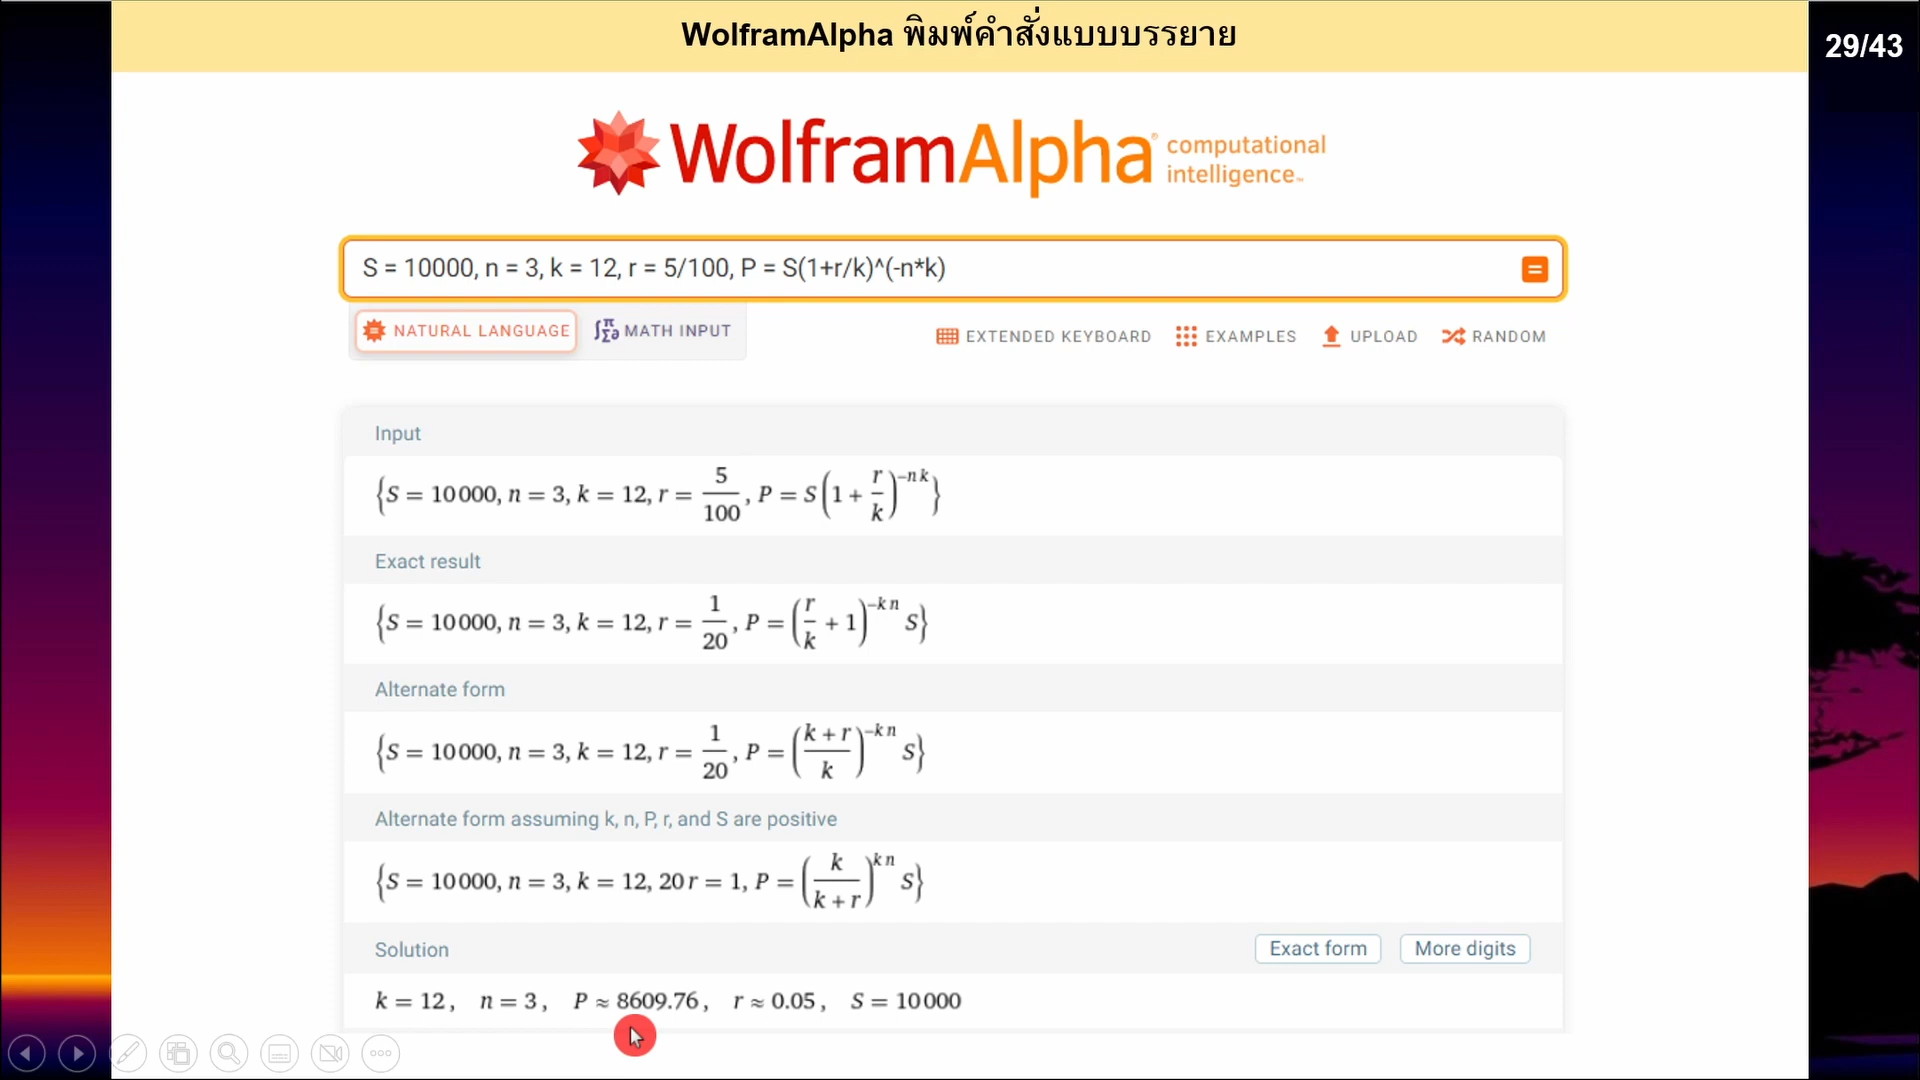 WolframAlpha พิมพ์คำสั่งแบบบรรยาย
29/43
WolframAlpha computational intelligence™
S = 10000, n = 3, k = 12, r = 5/100, P = S(1+r/k)^(-n*k)
NATURAL LANGUAGE
MATH INPUT
EXTENDED KEYBOARD
EXAMPLES
UPLOAD
RANDOM
Input
{S = 10000, n = 3, k = 12, r = 5/100, P = S(1 + r/k)^(-n k)}
Exact result
{S = 10000, n = 3, k = 12, r = 1/20, P = (r/k + 1)^(-k n) S}
Alternate form
{S = 10000, n = 3, k = 12, r = 1/20, P = ((k + r)/k)^(-k n) S}
Alternate form assuming k, n, P, r, and S are positive
{S = 10000, n = 3, k = 12, 20 r = 1, P = (k/(k + r))^(k n) S}
Solution
Exact form
More digits
k = 12, n = 3, P ≈ 8609.76, r ≈ 0.05, S = 10000